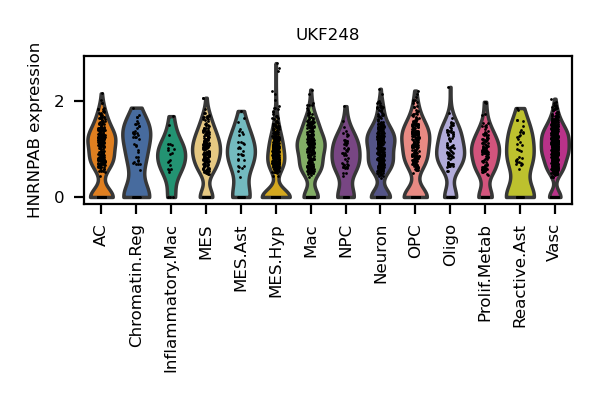 UKF248
HNRNPAB expression
2
0
AC
Chromatin.Reg
Inflammatory.Mac
MES
MES.Ast
MES.Hyp
Mac
NPC
Neuron
OPC
Oligo
Prolif.Metab
Reactive.Ast
Vasc